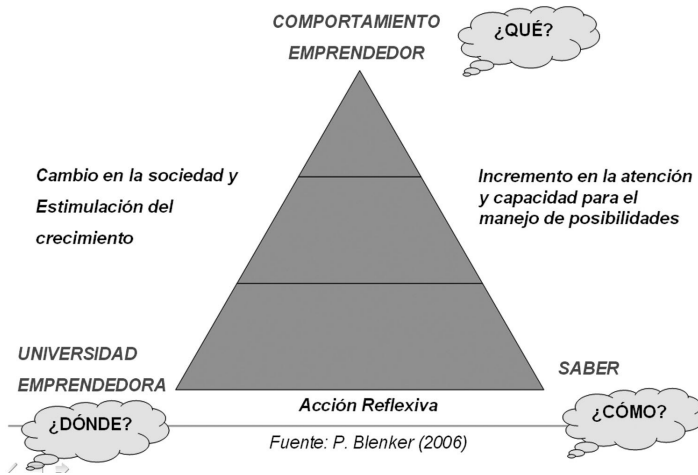 COMPORTAMIENTO
EMPRENDEDOR
¿QUÉ?
Cambio en la sociedad y
Estimulación del
crecimiento
Incremento en la atención
y capacidad para el
manejo de posibilidades
UNIVERSIDAD
EMPRENDEDORA
SABER
Acción Reflexiva
¿DÓNDE?
¿CÓMO?
Fuente: P. Blenker (2006)